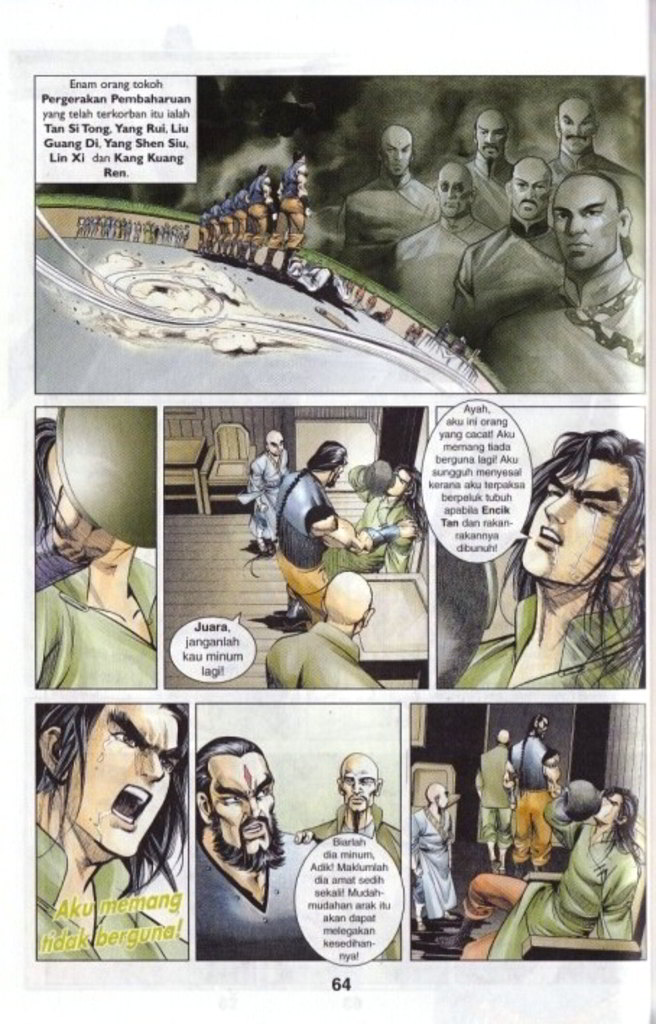 Enam orang tokoh
Pergerakan Pembaharuan
yang telah terkorban itu ialah
Tan Si Tong, Yang Rui, Liu
Guang Di, Yang Shen Siu,
Lin Xi dan Kang Kuang
Ren.
Juara,
janganlah
kau minum
lagi!
Ayah,
aku ini orang
yang cacat! Aku
memang tidak
berguna lagi! Aku
sungguh menyesal
kerana aku terpaksa
berpeluk tubuh
apabila Encik
Tan dan rakan-
rakannya
dibunuh!
Aku memang
tidak berguna!
Biarlah
dia minum,
Adik! Maklumlah
dia amat sedih
sekali! Mudah-
mudahan arak itu
akan dapat
melegakan
kesedihan-
nya!
64